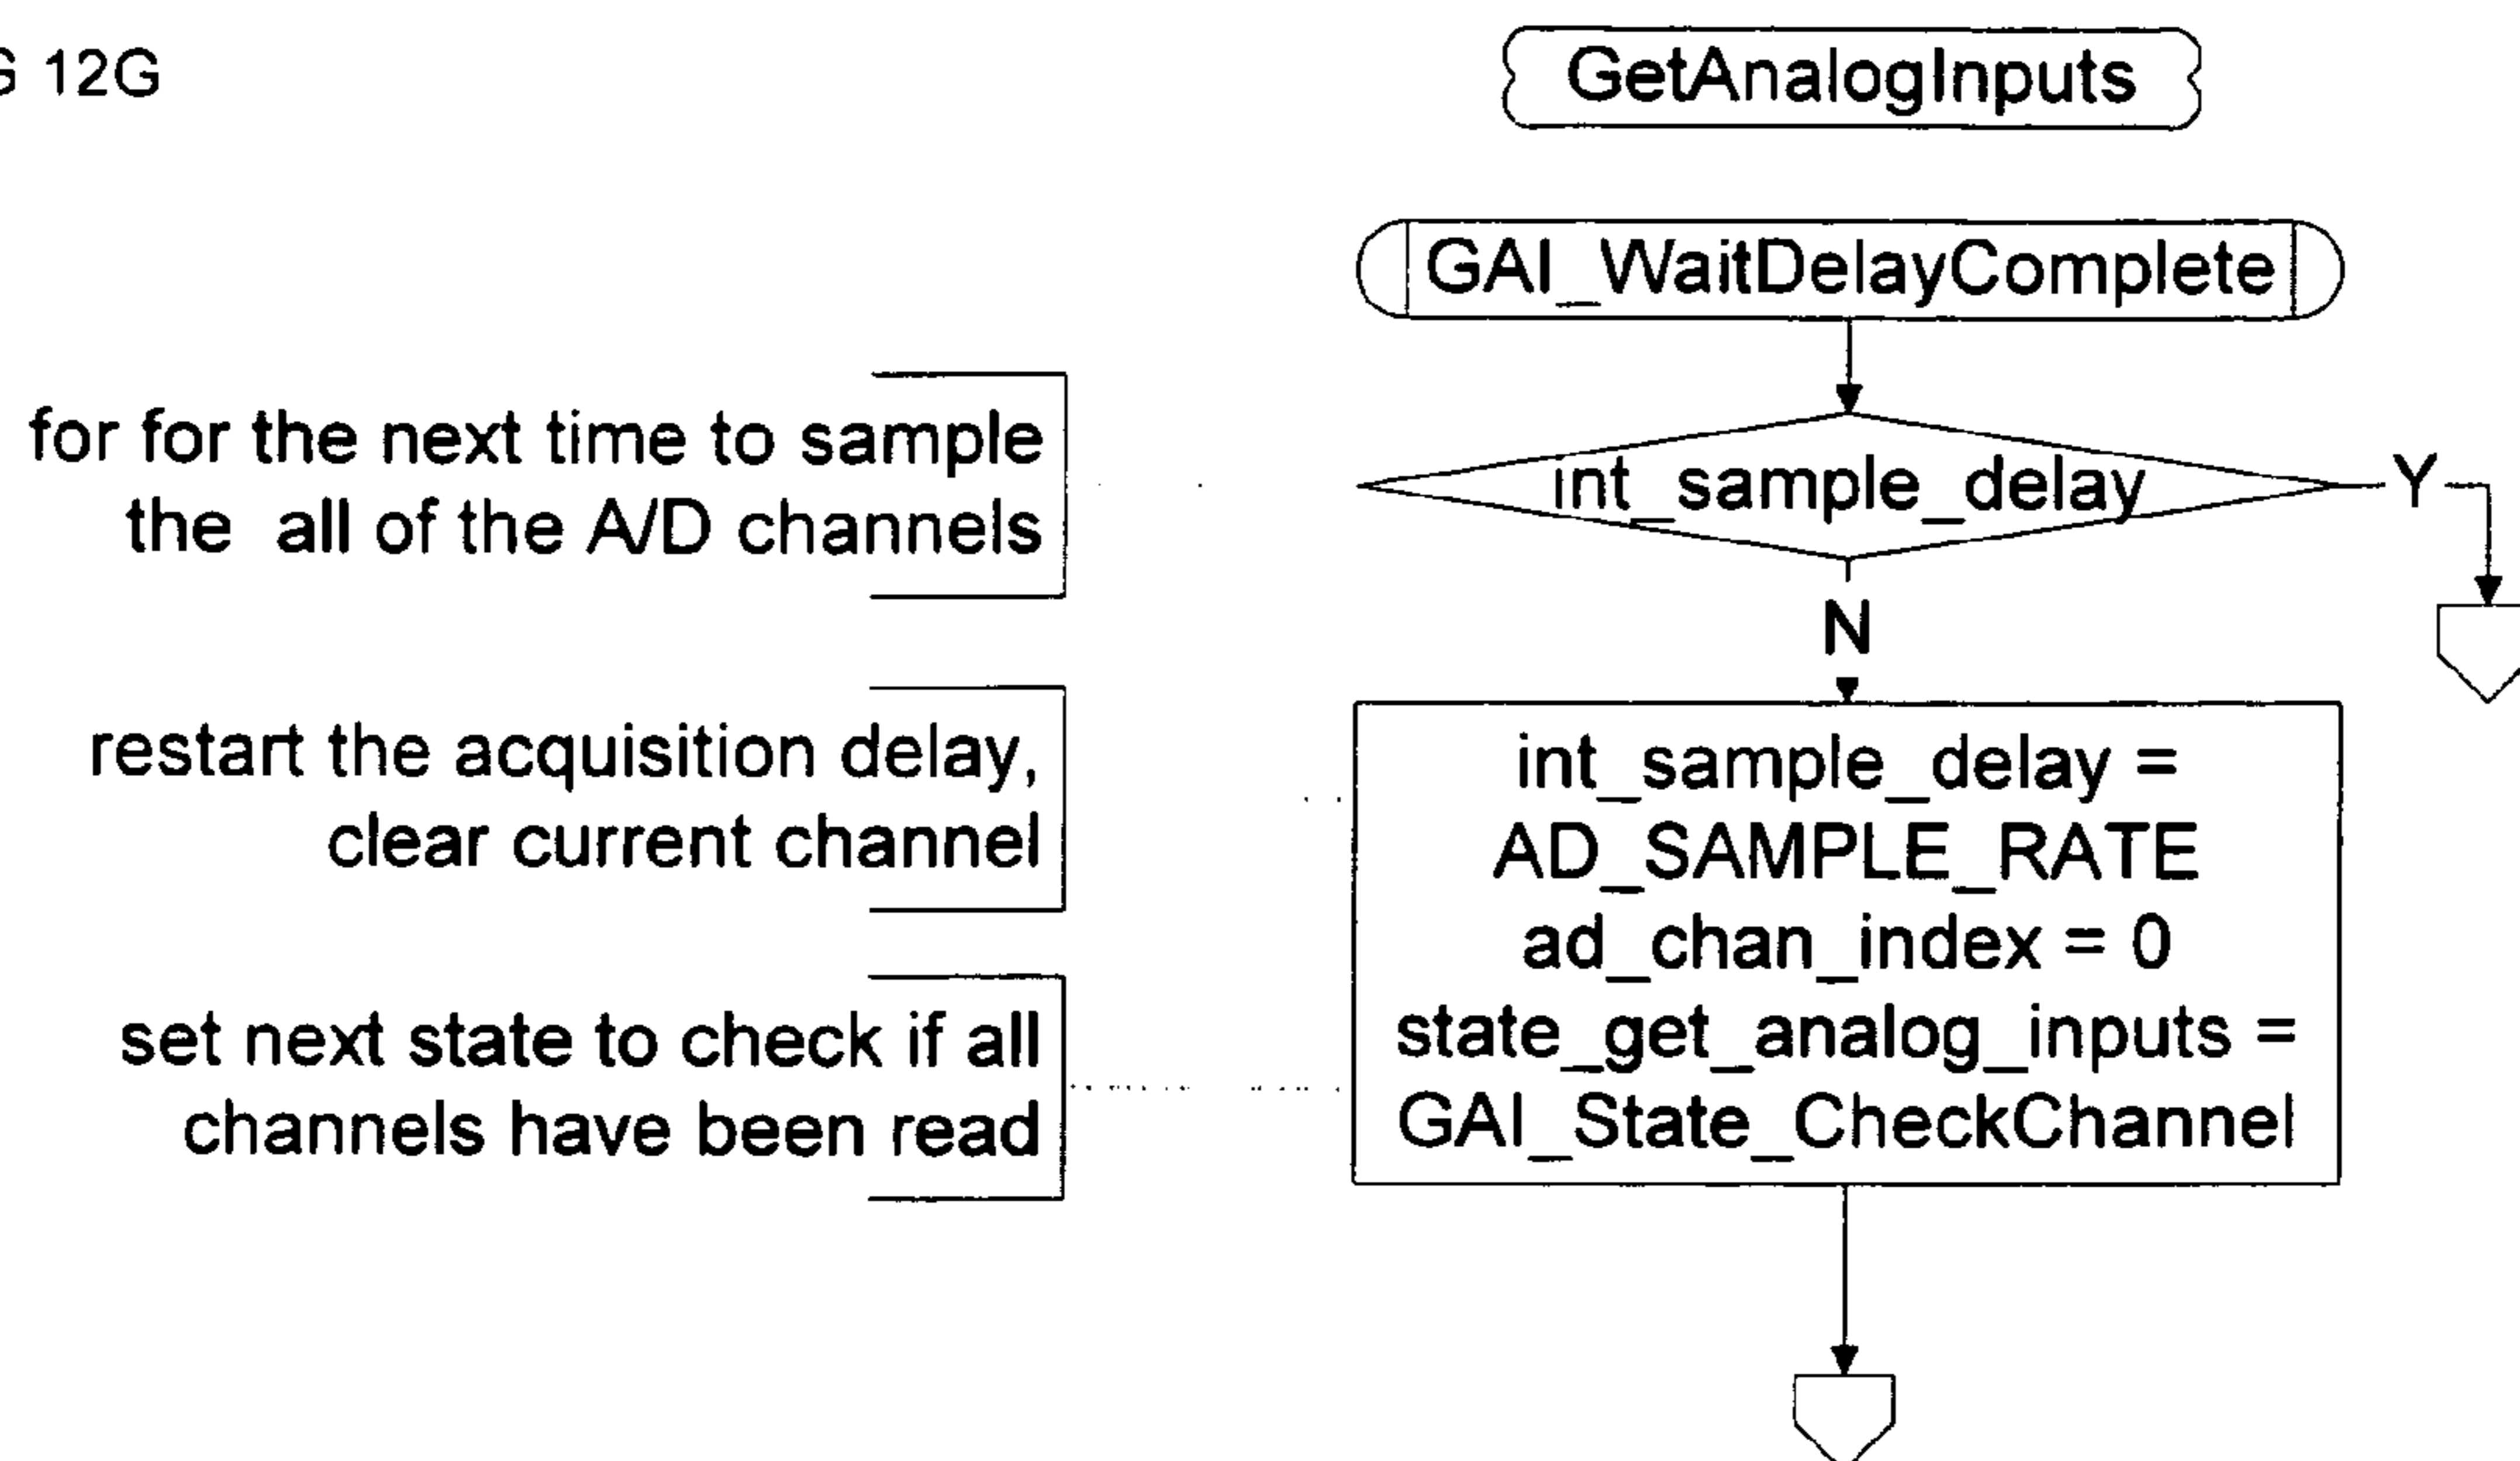 12G
GetAnalogInputs
GAI_WaitDelayComplete
for for the next time to sample
the all of the A/D channels
int_sample_delay
Y
N
restart the acquisition delay,
clear current channel
int_sample_delay =
AD_SAMPLE_RATE
ad_chan_index = 0
set next state to check if all
channels have been read
state_get_analog_inputs =
GAI_State_CheckChannel